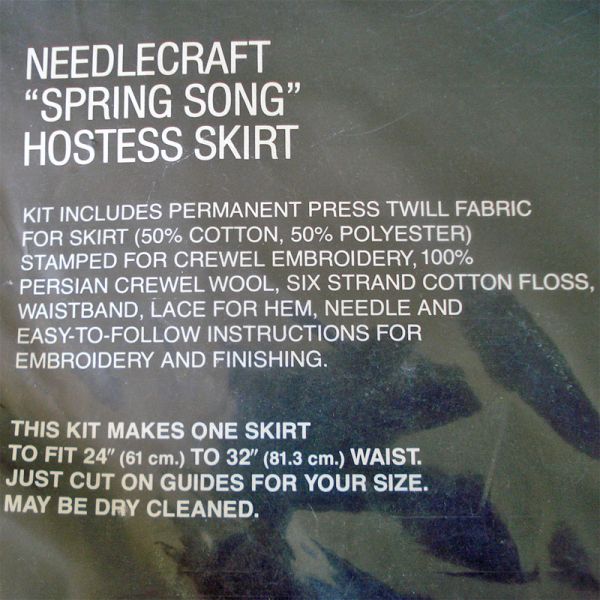 NEEDLECRAFT
“SPRING SONG”
HOSTESS SKIRT
KIT INCLUDES PERMANENT PRESS TWILL FABRIC
FOR SKIRT (50% COTTON, 50% POLYESTER)
STAMPED FOR CREWEL EMBROIDERY, 100%
PERSIAN CREWEL WOOL, SIX STRAND COTTON FLOSS,
WAISTBAND, LACE FOR HEM, NEEDLE AND
EASY-TO-FOLLOW INSTRUCTIONS FOR
EMBROIDERY AND FINISHING.
THIS KIT MAKES ONE SKIRT
TO FIT 24″ (61 cm.) TO 32″ (81.3 cm.) WAIST.
JUST CUT ON GUIDES FOR YOUR SIZE.
MAY BE DRY CLEANED.